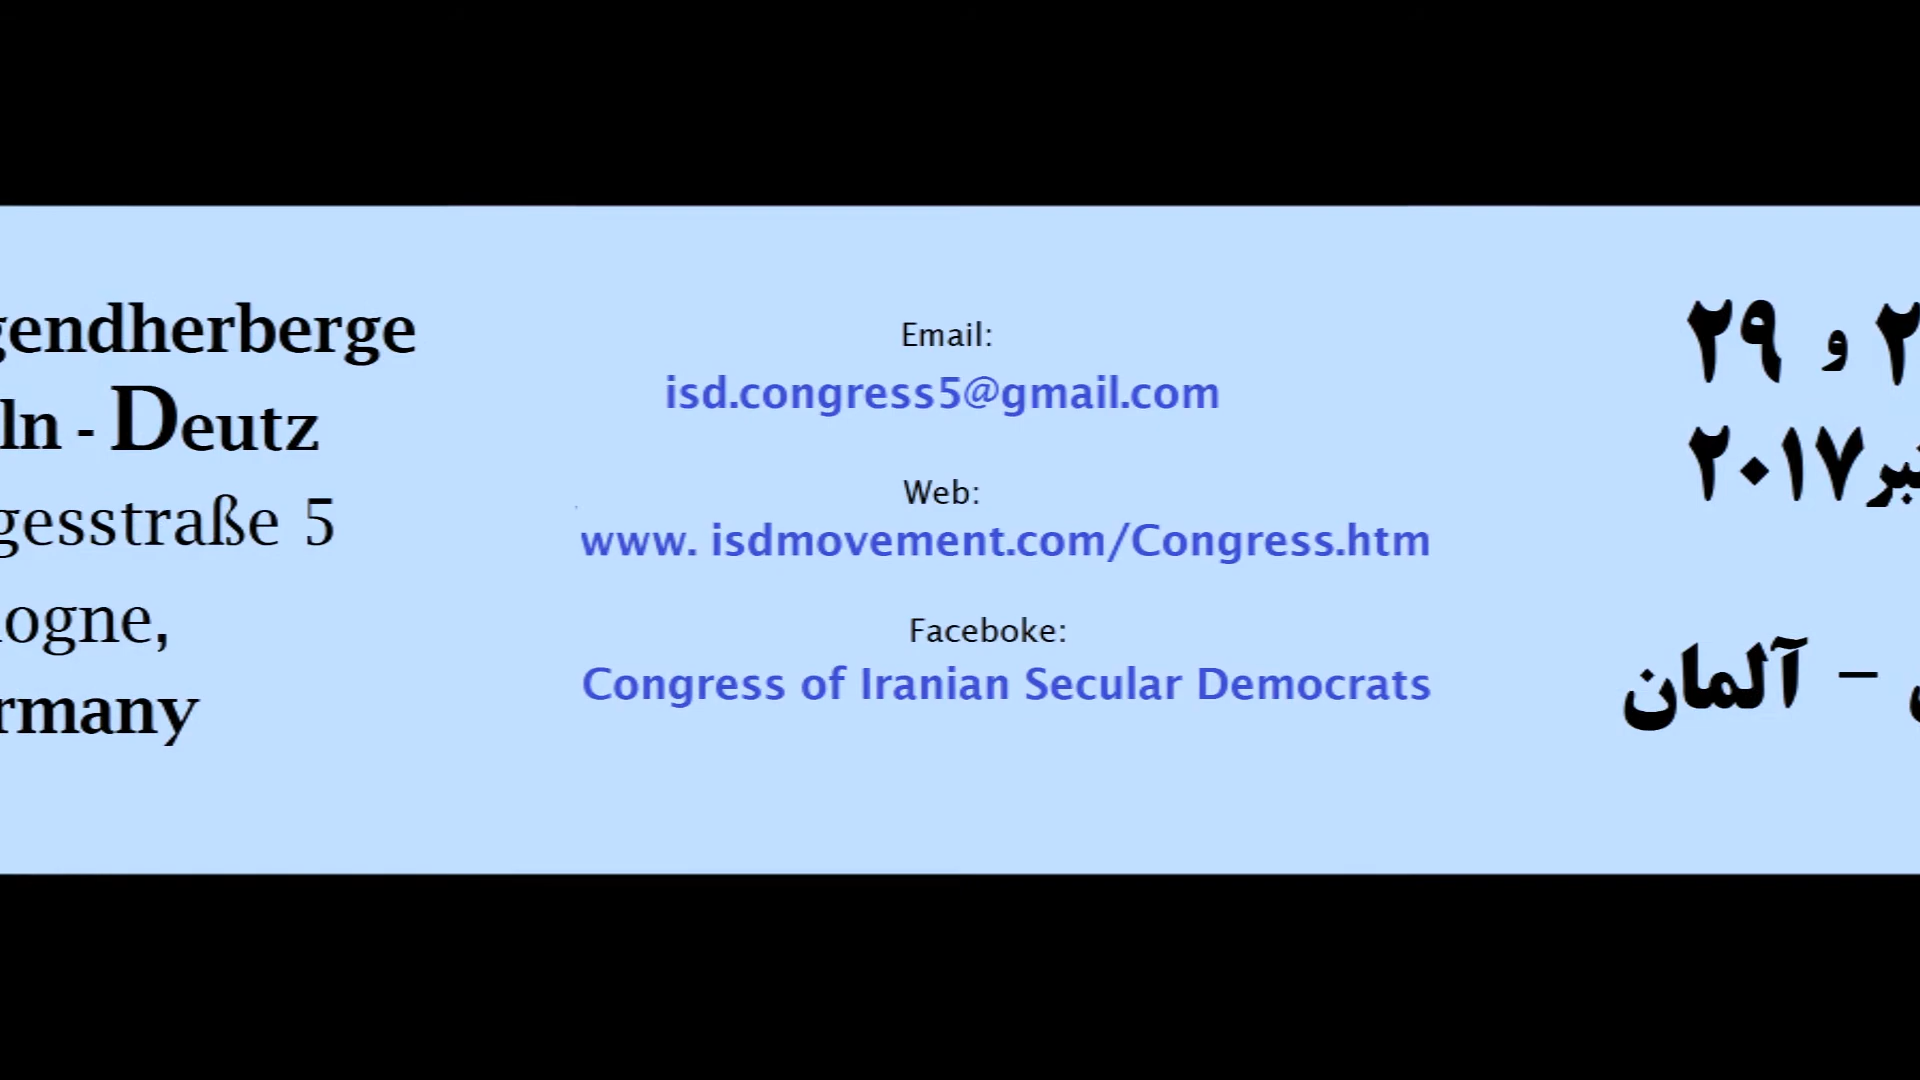 gendherberge
ln - Deutz
gesstraße 5
ogne,
rmany
Email:
isd.congress5@gmail.com
Web:
www. isdmovement.com/Congress.htm
Faceboke:
Congress of Iranian Secular Democrats
و ۲۹
۲۰۱۷
– آلمان